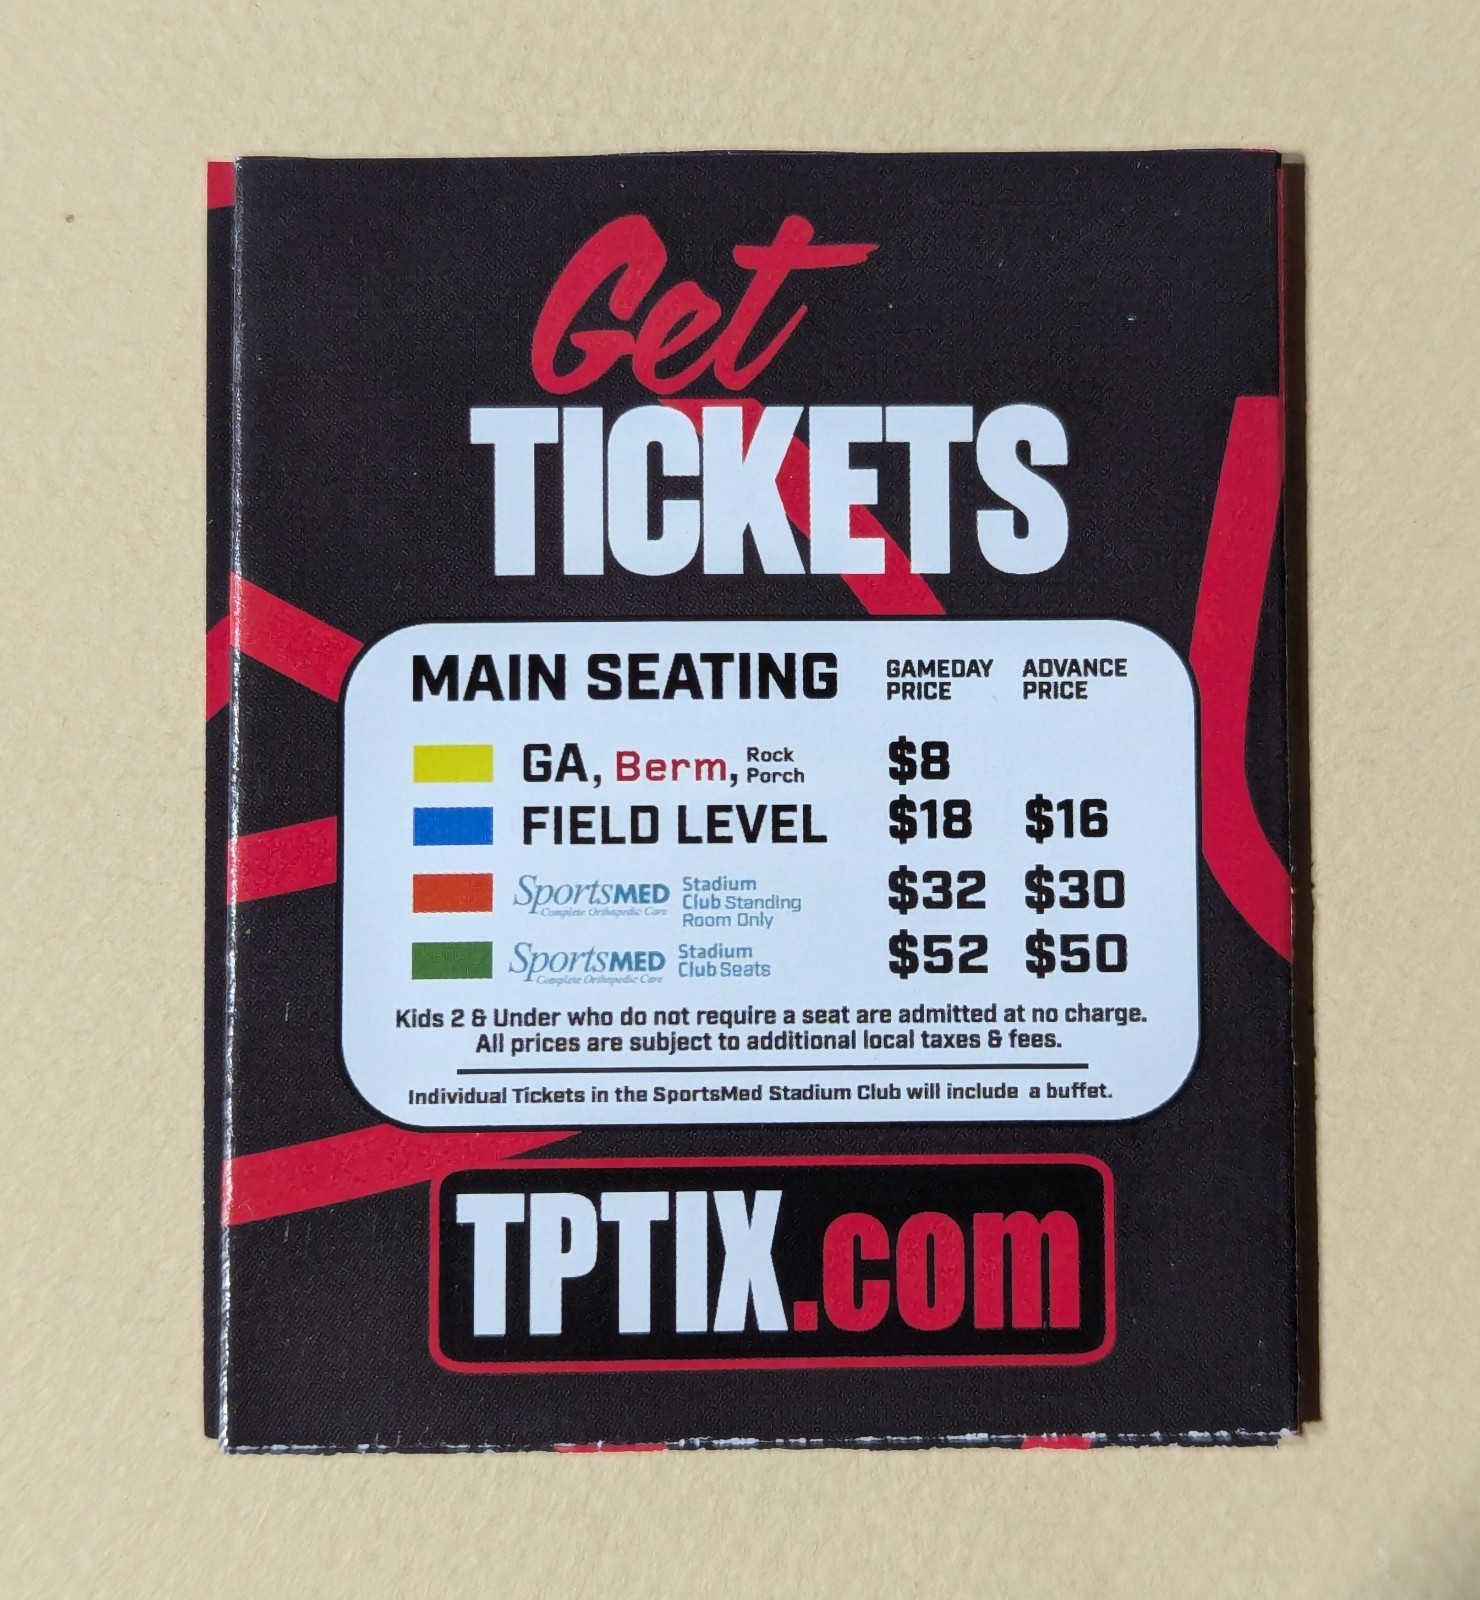 Get
TICKETS
MAIN SEATING GAMEDAY PRICE ADVANCE PRICE
GA, Berm, Rock Porch $8
FIELD LEVEL $18 $16
SportsMED Complete Orthopedic Care Stadium Club Standing Room Only $32 $30
SportsMED Complete Orthopedic Care Stadium Club Seats $52 $50
Kids 2 & Under who do not require a seat are admitted at no charge.
All prices are subject to additional local taxes & fees.
Individual Tickets in the SportsMed Stadium Club will include a buffet.
TPTIX.com